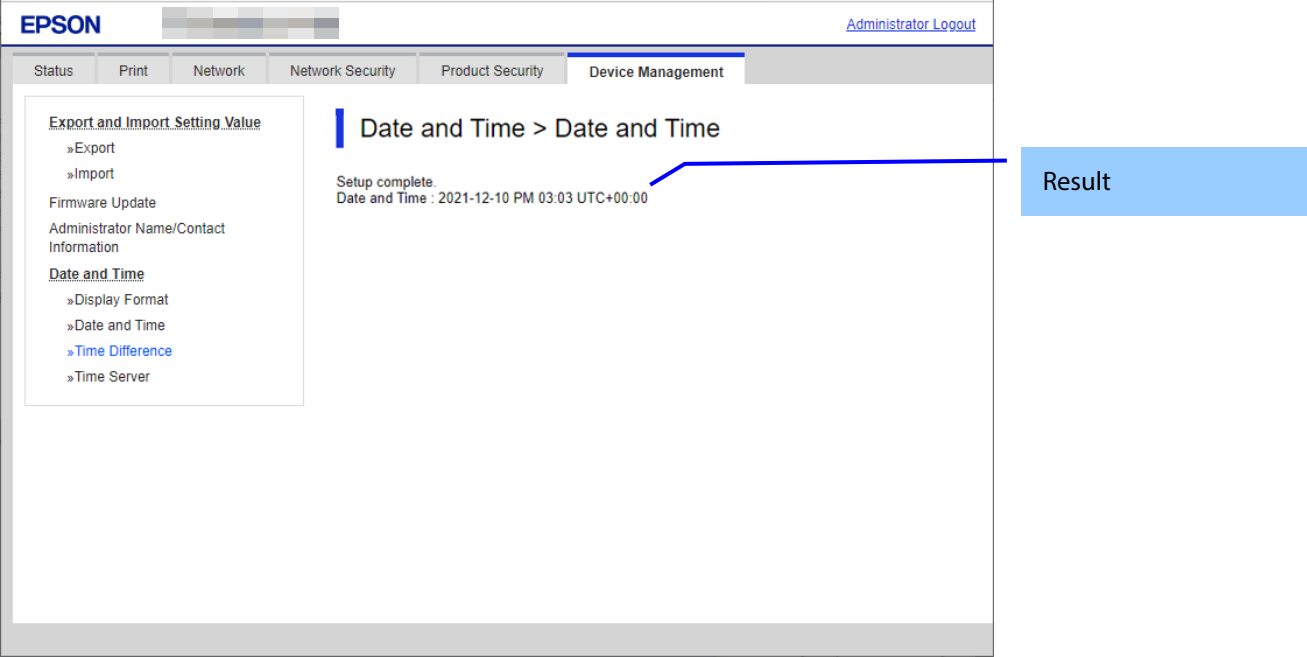 EPSON
Administrator Logout
Status Print Network Network Security Product Security Device Management
Export and Import Setting Value
»Export
»Import
Firmware Update
Administrator Name/Contact
Information
Date and Time
»Display Format
»Date and Time
»Time Difference
»Time Server
Date and Time > Date and Time
Setup complete.
Date and Time : 2021-12-10 PM 03:03 UTC+00:00
Result